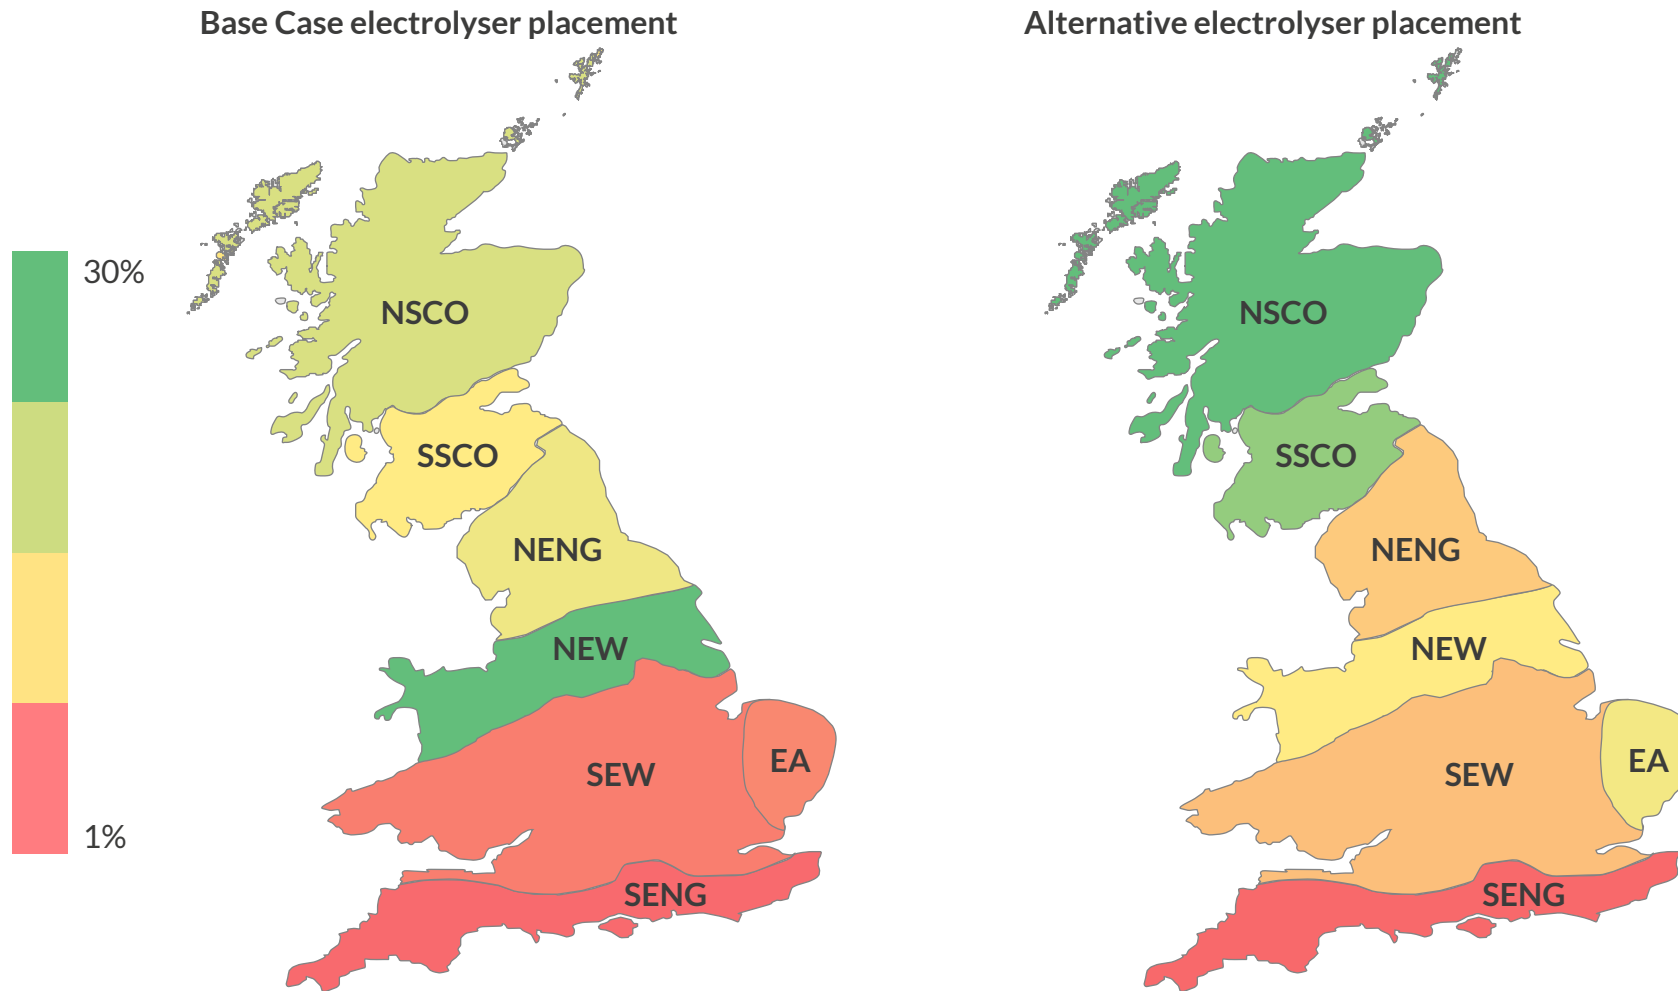 Base Case electrolyser placement
Alternative electrolyser placement
30%
1%
NSCO
SSCO
NENG
NEW
SEW
EA
SENG
NSCO
SSCO
NENG
NEW
SEW
EA
SENG